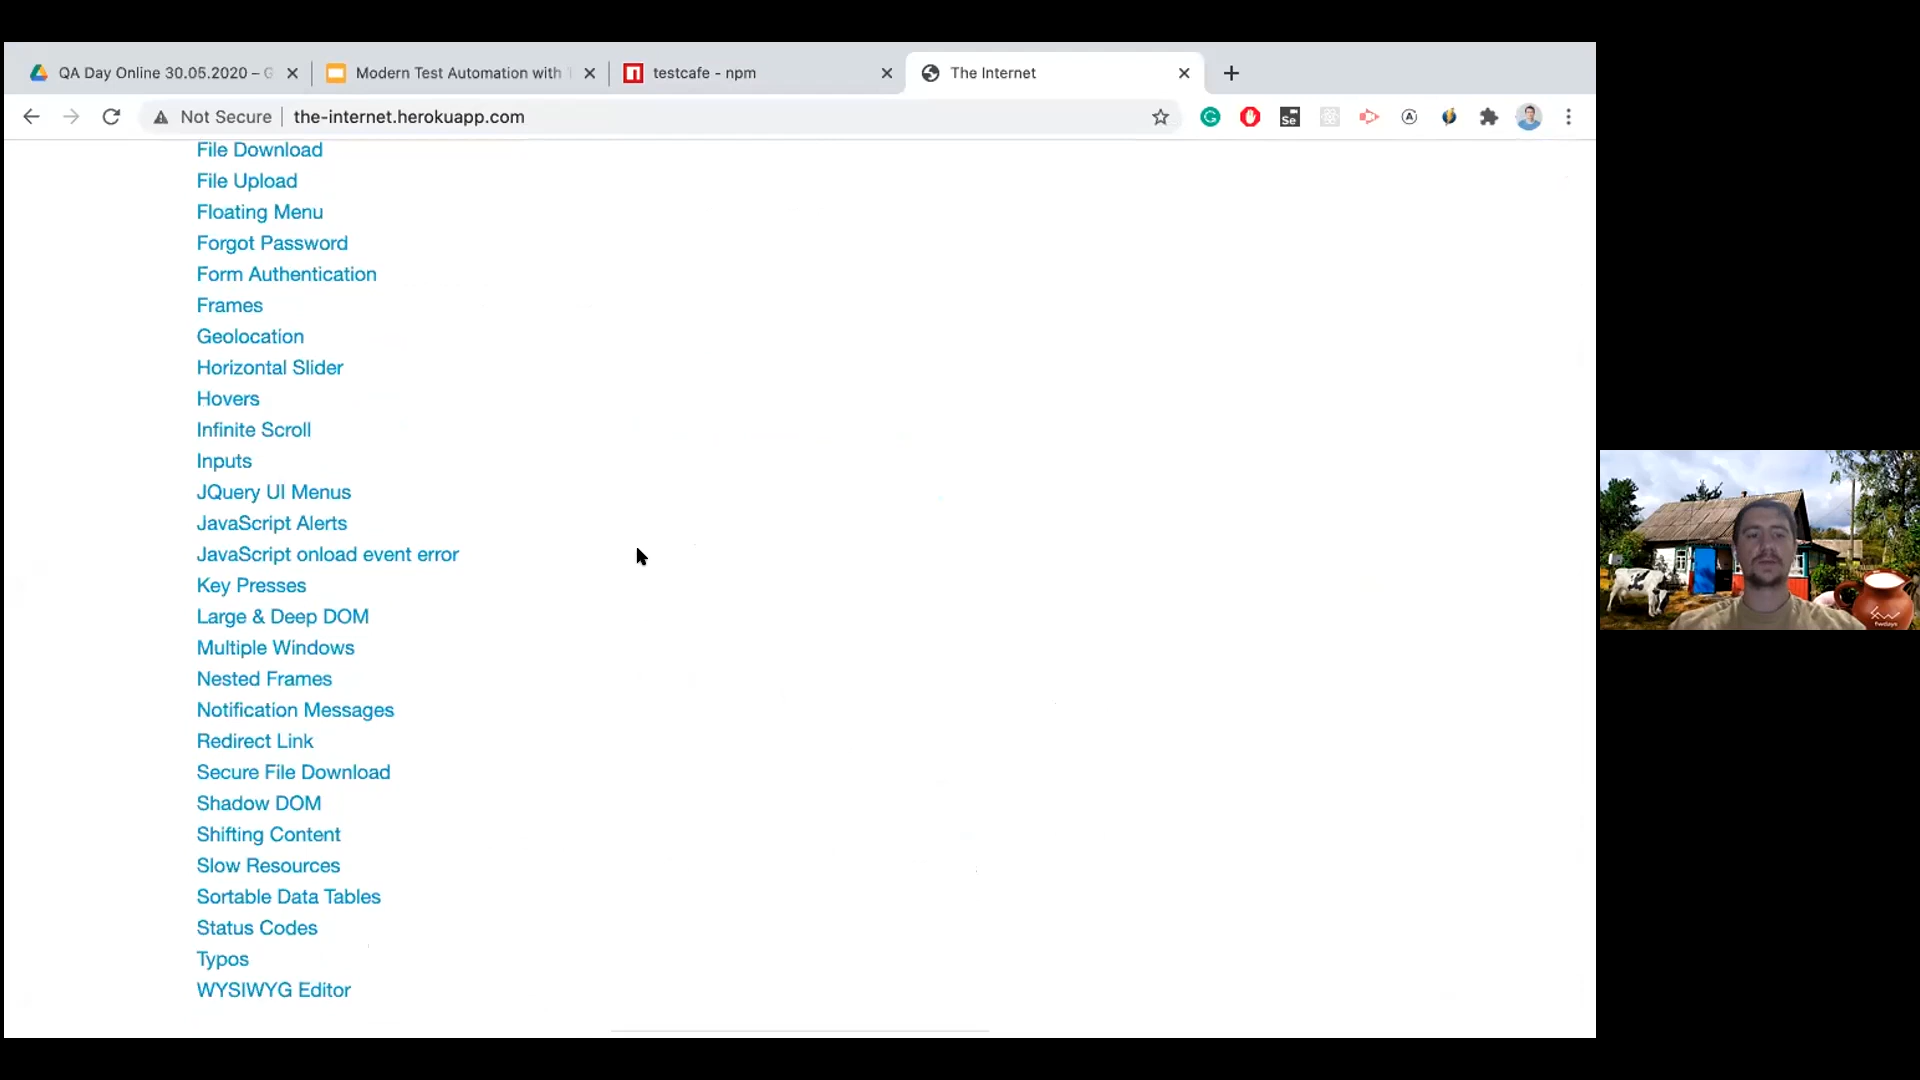 QA Day Online 30.05.2020 – G
Modern Test Automation with T
testcafe - npm
The Internet
Not Secure
the-internet.herokuapp.com
Se
File Download
File Upload
Floating Menu
Forgot Password
Form Authentication
Frames
Geolocation
Horizontal Slider
Hovers
Infinite Scroll
Inputs
JQuery UI Menus
JavaScript Alerts
JavaScript onload event error
Key Presses
Large & Deep DOM
Multiple Windows
Nested Frames
Notification Messages
Redirect Link
Secure File Download
Shadow DOM
Shifting Content
Slow Resources
Sortable Data Tables
Status Codes
Typos
WYSIWYG Editor
fwdays